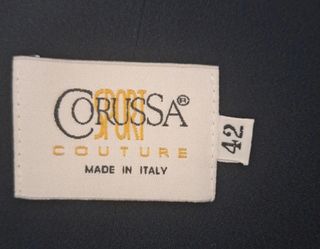 SPORT
CORUSSA®
COUTURE
MADE IN ITALY
42